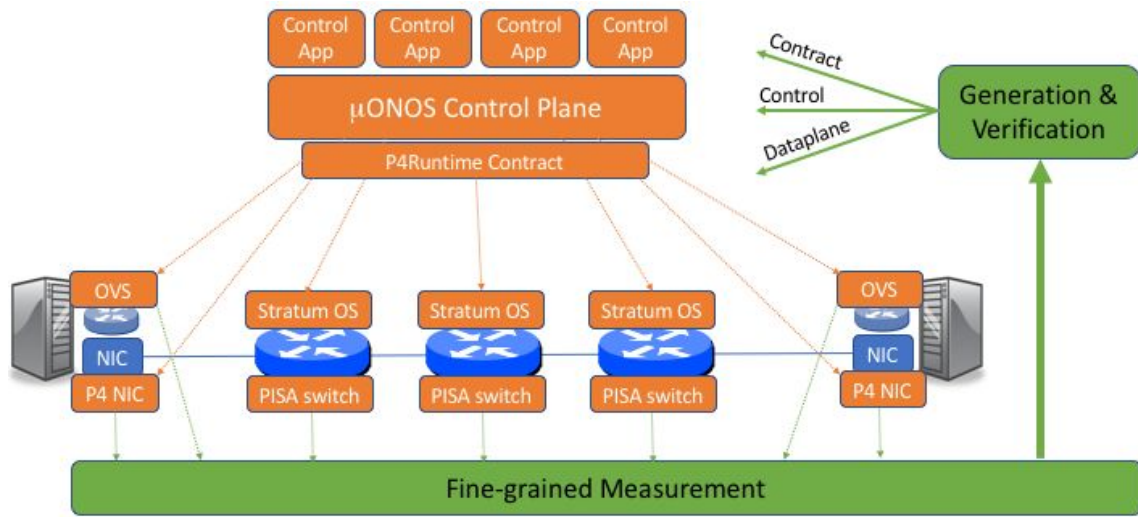 Control
App
Control
App
Control
App
Control
App
μONOS Control Plane
P4Runtime Contract
Contract
Control
Dataplane
Generation &
Verification
OVS
NIC
P4 NIC
Stratum OS
PISA switch
Stratum OS
PISA switch
Stratum OS
PISA switch
OVS
NIC
P4 NIC
Fine-grained Measurement